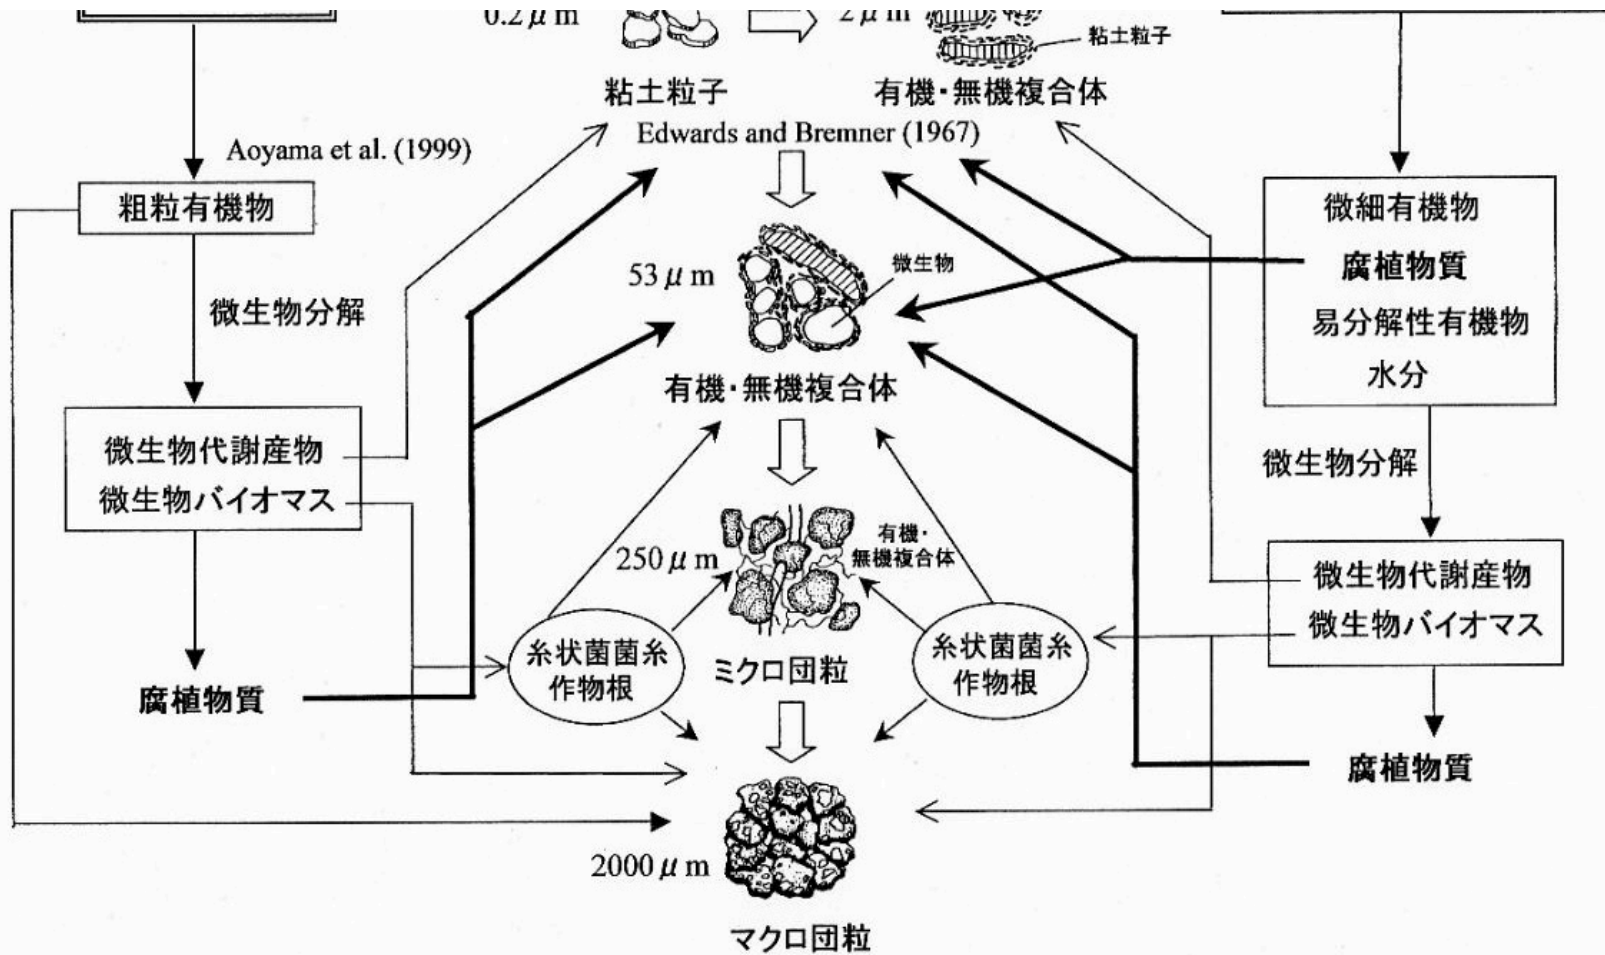 0.2μm
2μm
粘土粒子
粘土粒子
有機・無機複合体
Edwards and Bremner (1967)
Aoyama et al. (1999)
粗粒有機物
微生物分解
微生物代謝産物
微生物バイオマス
腐植物質
53μm
微生物
有機・無機複合体
250μm
有機・
無機複合体
糸状菌菌糸
作物根
ミクロ団粒
糸状菌菌糸
作物根
2000μm
マクロ団粒
微細有機物
腐植物質
易分解性有機物
水分
微生物分解
微生物代謝産物
微生物バイオマス
腐植物質